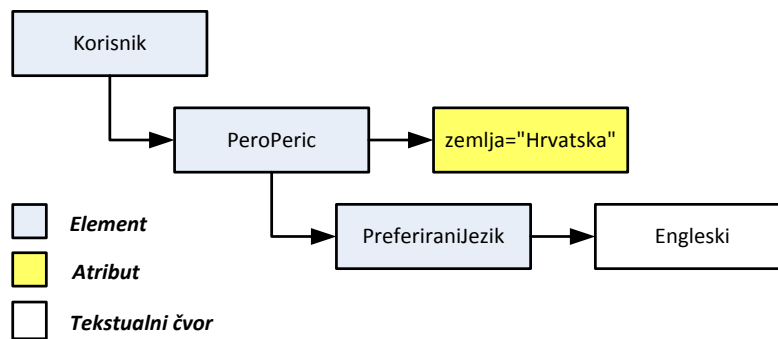 Korisnik
PeroPeric
zemlja="Hrvatska"
Element
PreferiraniJezik
Engleski
Atribut
Tekstualni čvor